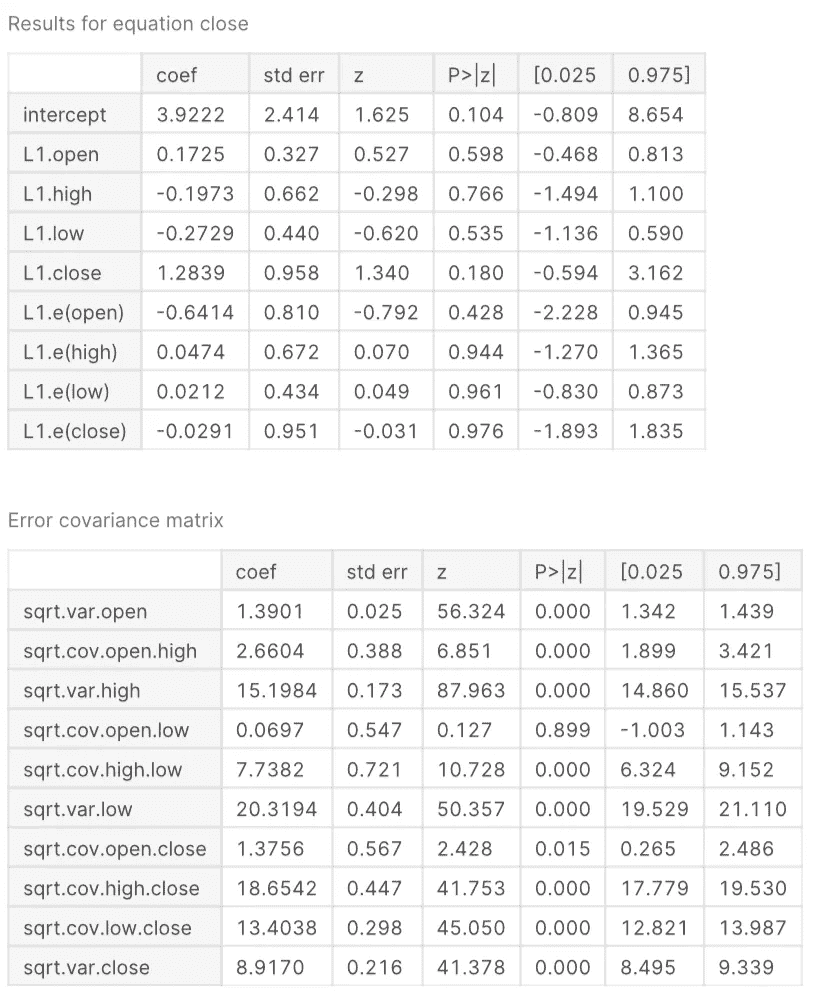 Results for equation close
coef std err z P>|z| [0.025 0.975]
intercept 3.9222 2.414 1.625 0.104 -0.809 8.654
L1.open 0.1725 0.327 0.527 0.598 -0.468 0.813
L1.high -0.1973 0.662 -0.298 0.766 -1.494 1.100
L1.low -0.2729 0.440 -0.620 0.535 -1.136 0.590
L1.close 1.2839 0.958 1.340 0.180 -0.594 3.162
L1.e(open) -0.6414 0.810 -0.792 0.428 -2.228 0.945
L1.e(high) 0.0474 0.672 0.070 0.944 -1.270 1.365
L1.e(low) 0.0212 0.434 0.049 0.961 -0.830 0.873
L1.e(close) -0.0291 0.951 -0.031 0.976 -1.893 1.835
Error covariance matrix
coef std err z P>|z| [0.025 0.975]
sqrt.var.open 1.3901 0.025 56.324 0.000 1.342 1.439
sqrt.cov.open.high 2.6604 0.388 6.851 0.000 1.899 3.421
sqrt.var.high 15.1984 0.173 87.963 0.000 14.860 15.537
sqrt.cov.open.low 0.0697 0.547 0.127 0.899 -1.003 1.143
sqrt.cov.high.low 7.7382 0.721 10.728 0.000 6.324 9.152
sqrt.var.low 20.3194 0.404 50.357 0.000 19.529 21.110
sqrt.cov.open.close 1.3756 0.567 2.428 0.015 0.265 2.486
sqrt.cov.high.close 18.6542 0.447 41.753 0.000 17.779 19.530
sqrt.cov.low.close 13.4038 0.298 45.050 0.000 12.821 13.987
sqrt.var.close 8.9170 0.216 41.378 0.000 8.495 9.339